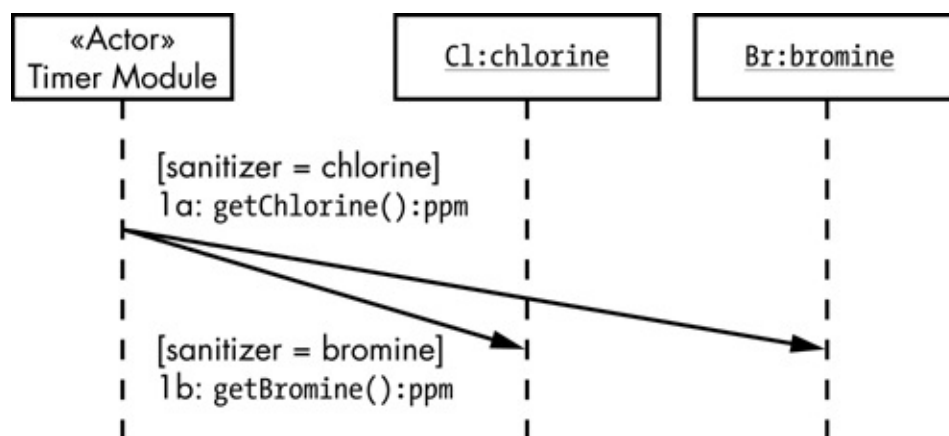 «Actor»
Timer Module
Cl:chlorine
Br:bromine
[sanitizer = chlorine]
1a: getChlorine():ppm
[sanitizer = bromine]
1b: getBromine():ppm